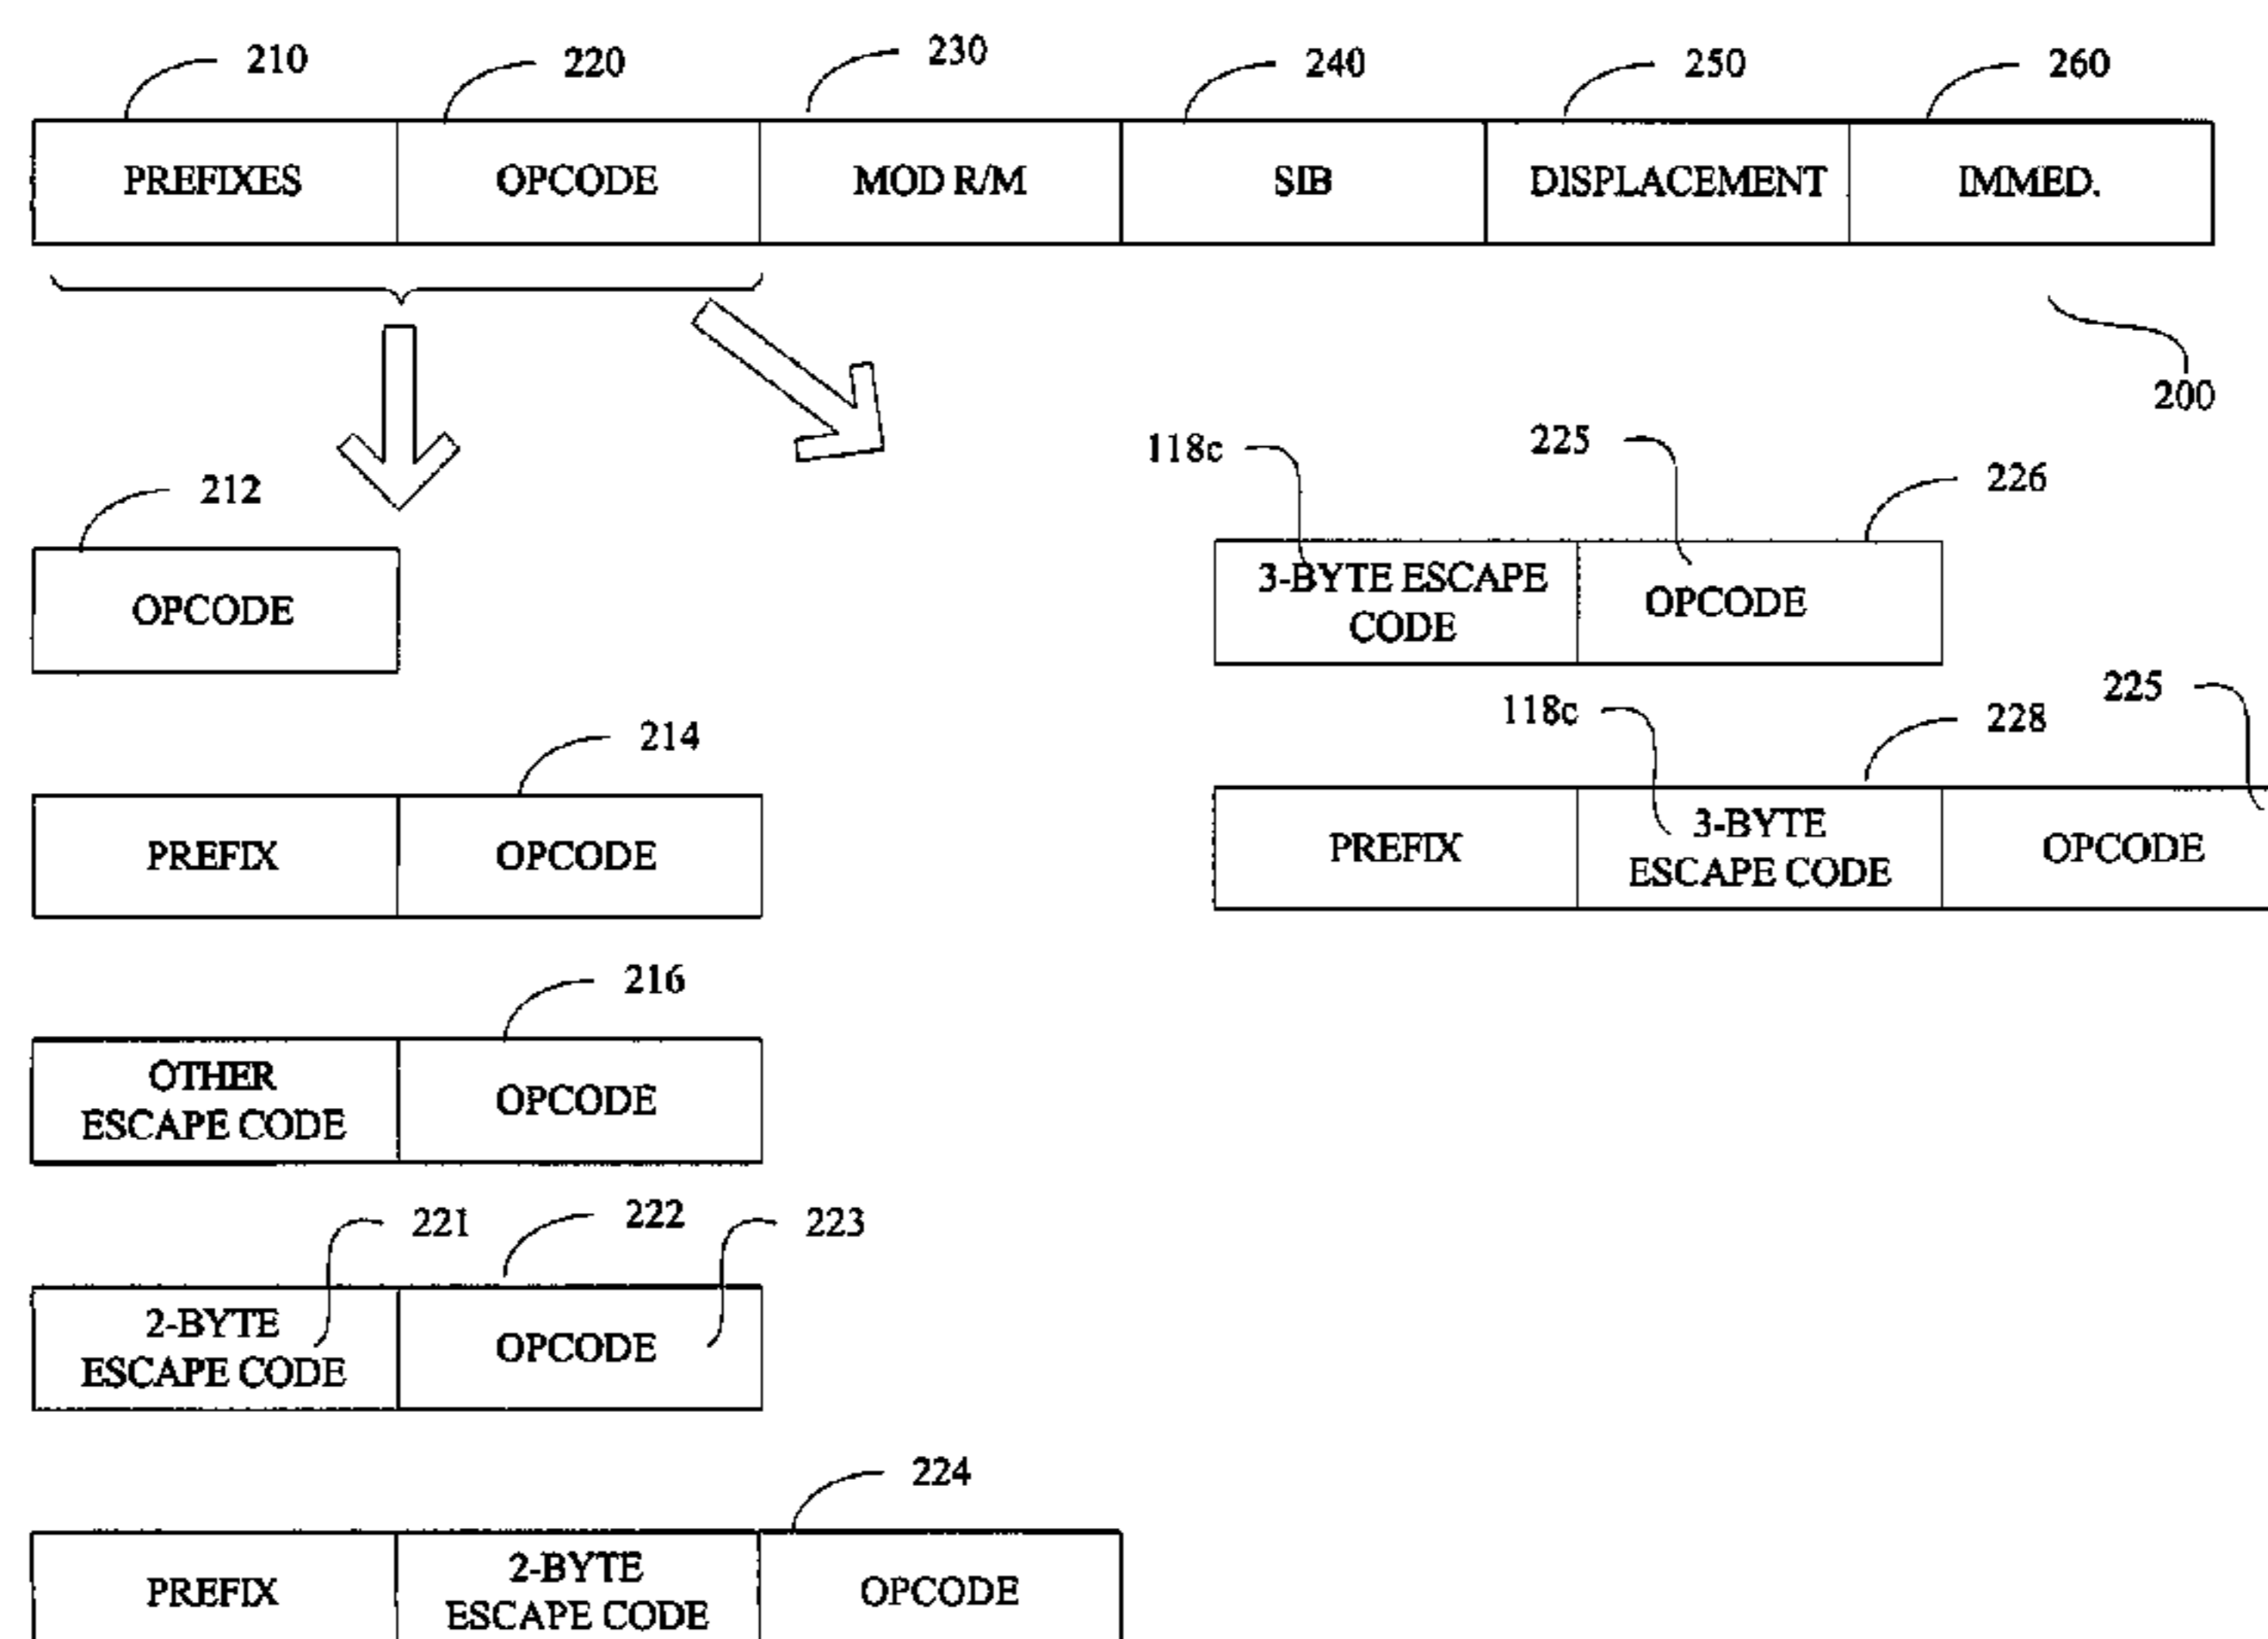 210 220 230 240 250 260
PREFIXES OPCODE MOD R/M SIB DISPLACEMENT IMMED.
200
212
OPCODE
118c 225 226
3-BYTE ESCAPE
CODE
OPCODE
214
PREFIX OPCODE
118c 228 225
PREFIX
3-BYTE
ESCAPE CODE
OPCODE
216
OTHER
ESCAPE CODE
OPCODE
221 222 223
2-BYTE
ESCAPE CODE
OPCODE
224
PREFIX
2-BYTE
ESCAPE CODE
OPCODE